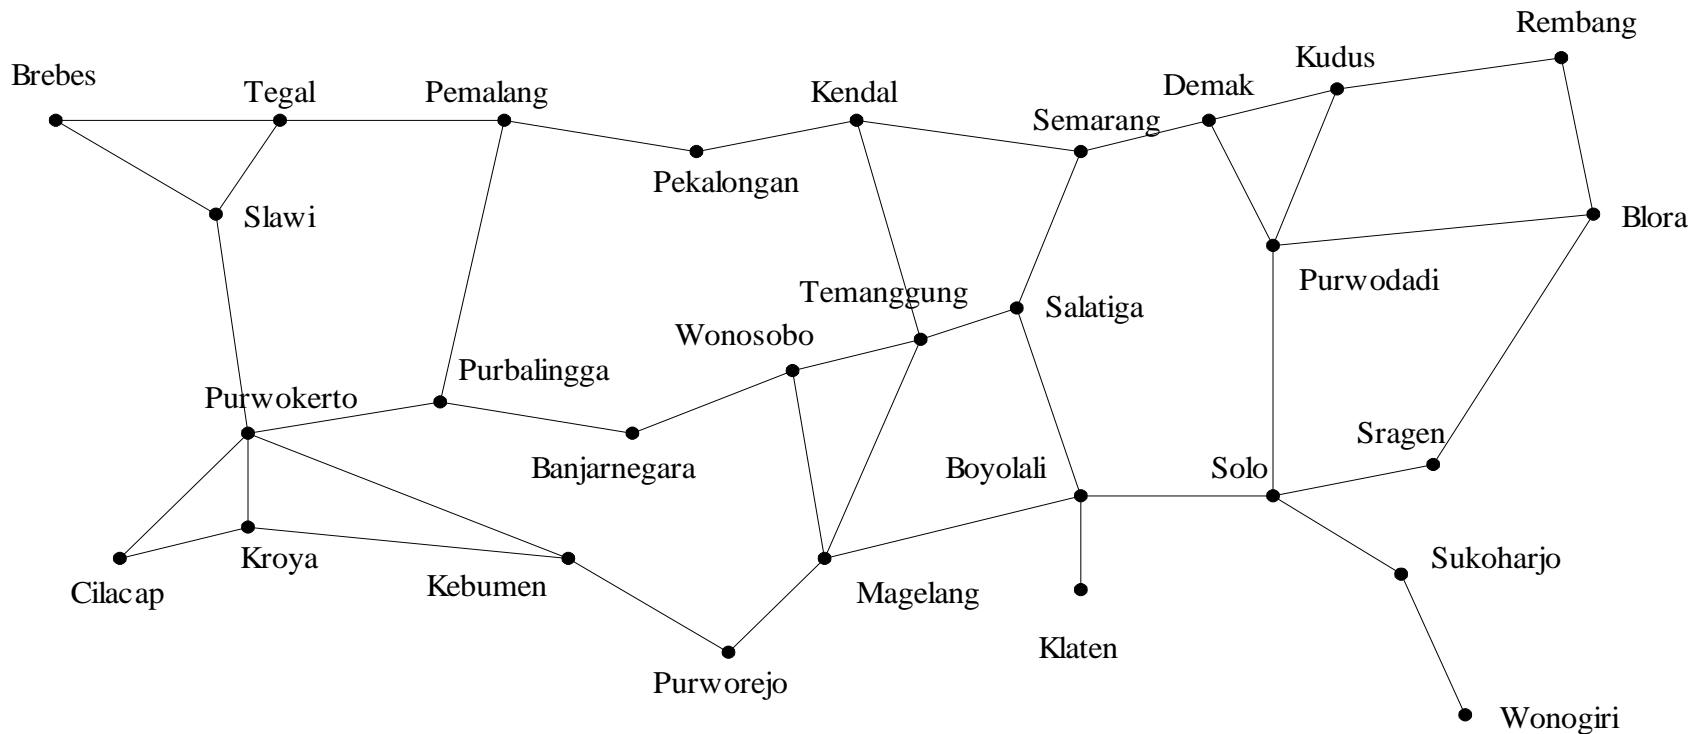 Rembang
Kudus
Brebes
Tegal
Pemalang
Kendal
Demak
Semarang
Pekalongan
Slawi
Blora
Purwodadi
Temanggung
Salatiga
Wonosobo
Purbalingga
Purwokerto
Sragen
Banjarnegara
Boyolali
Solo
Kroya
Sukoharjo
Cilacap
Kebumen
Magelang
Klaten
Purworejo
Wonogiri